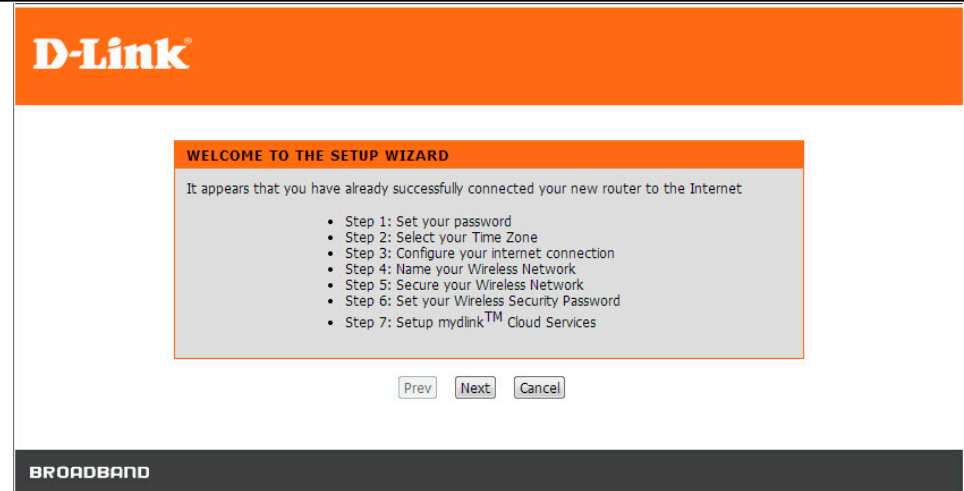 D-Link®
WELCOME TO THE SETUP WIZARD
It appears that you have already successfully connected your new router to the Internet
• Step 1: Set your password
• Step 2: Select your Time Zone
• Step 3: Configure your internet connection
• Step 4: Name your Wireless Network
• Step 5: Secure your Wireless Network
• Step 6: Set your Wireless Security Password
• Step 7: Setup mydlink™ Cloud Services
Prev Next Cancel
BROADBAND